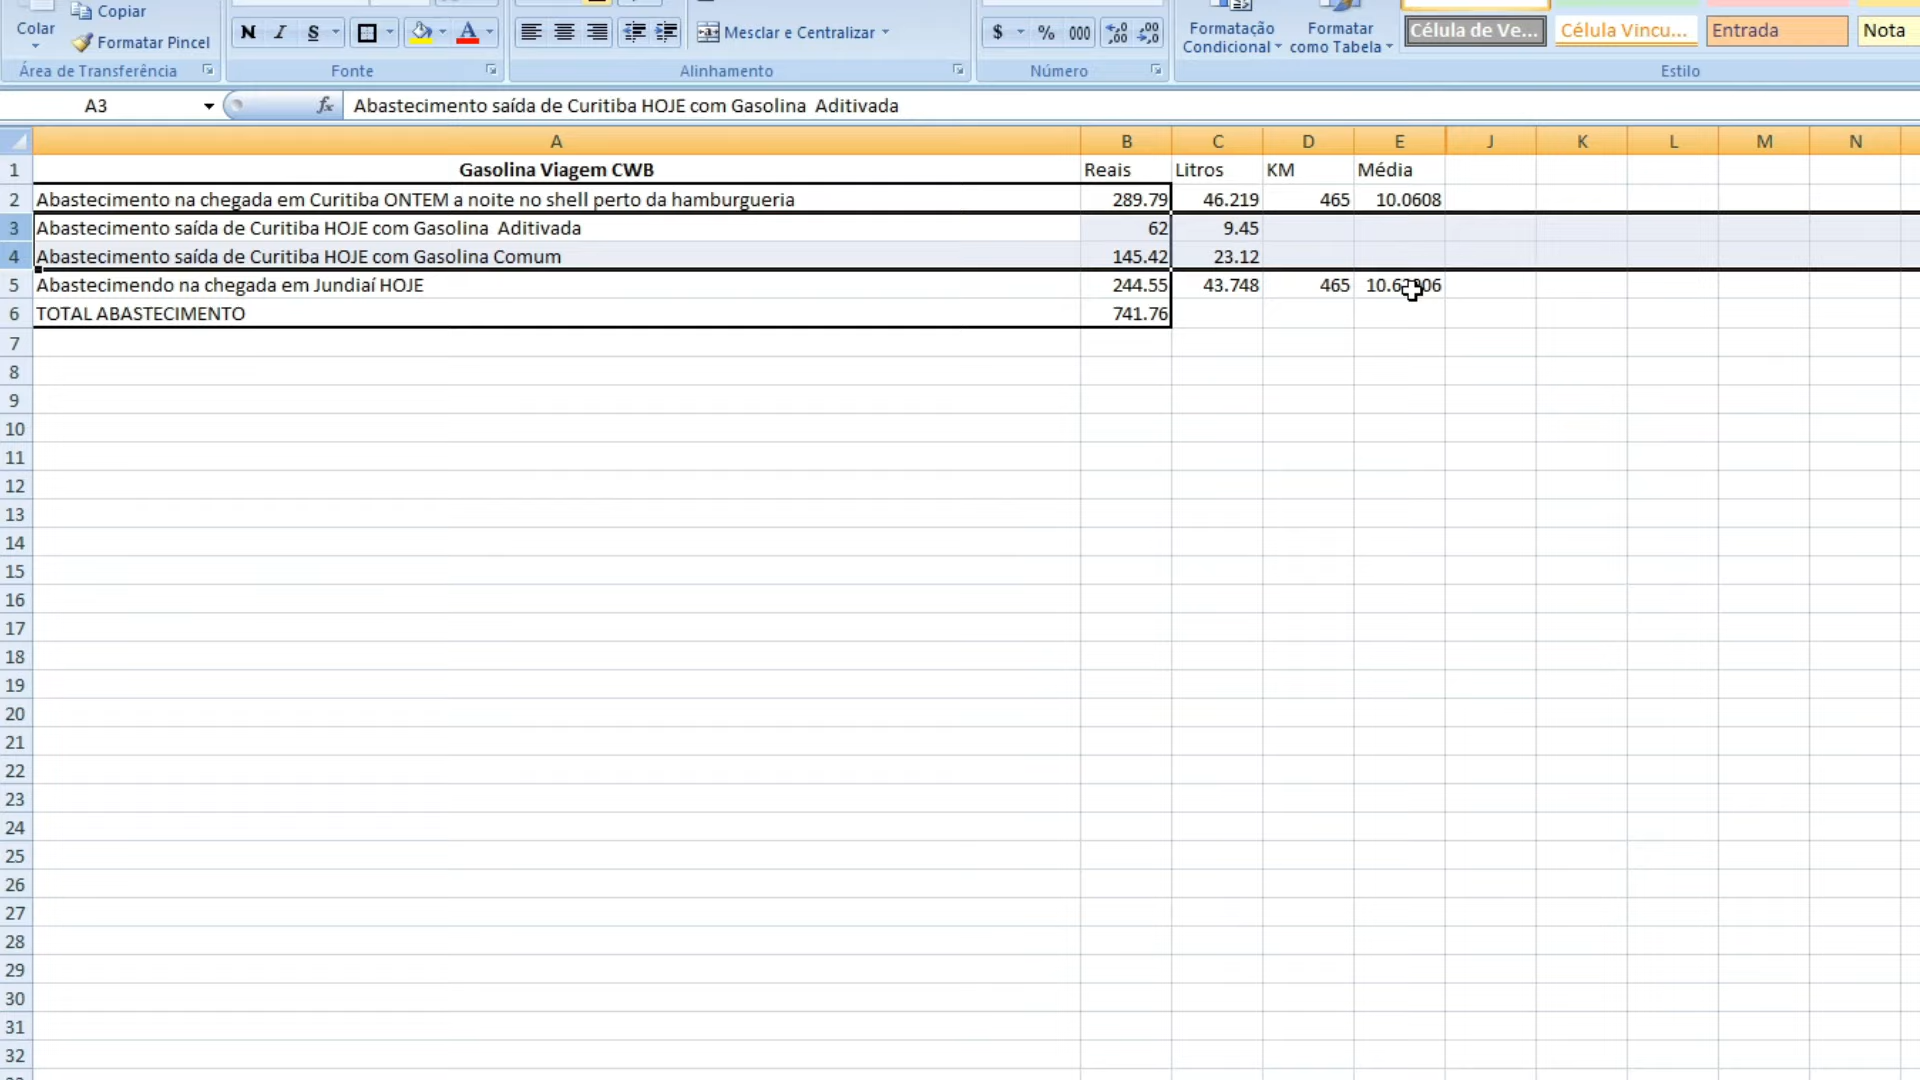 Colar
Copiar
Formatar Pincel
Área de Transferência
N I S A
Fonte
Mesclar e Centralizar
Alinhamento
$ % 000 ,00 ,00
Número
Formatação Condicional
Formatar como Tabela
Célula de Ve...
Célula Vincu...
Entrada
Nota
Estilo
A3 fx Abastecimento saída de Curitiba HOJE com Gasolina Aditivada
A B C D E J K L M N
1 Gasolina Viagem CWB Reais Litros KM Média
2 Abastecimento na chegada em Curitiba ONTEM a noite no shell perto da hamburgueria 289.79 46.219 465 10.0608
3 Abastecimento saída de Curitiba HOJE com Gasolina Aditivada 62 9.45
4 Abastecimento saída de Curitiba HOJE com Gasolina Comum 145.42 23.12
5 Abastecimendo na chegada em Jundiaí HOJE 244.55 43.748 465
6 TOTAL ABASTECIMENTO 741.76
7
8
9
10
11
12
13
14
15
16
17
18
19
20
21
22
23
24
25
26
27
28
29
30
31
32